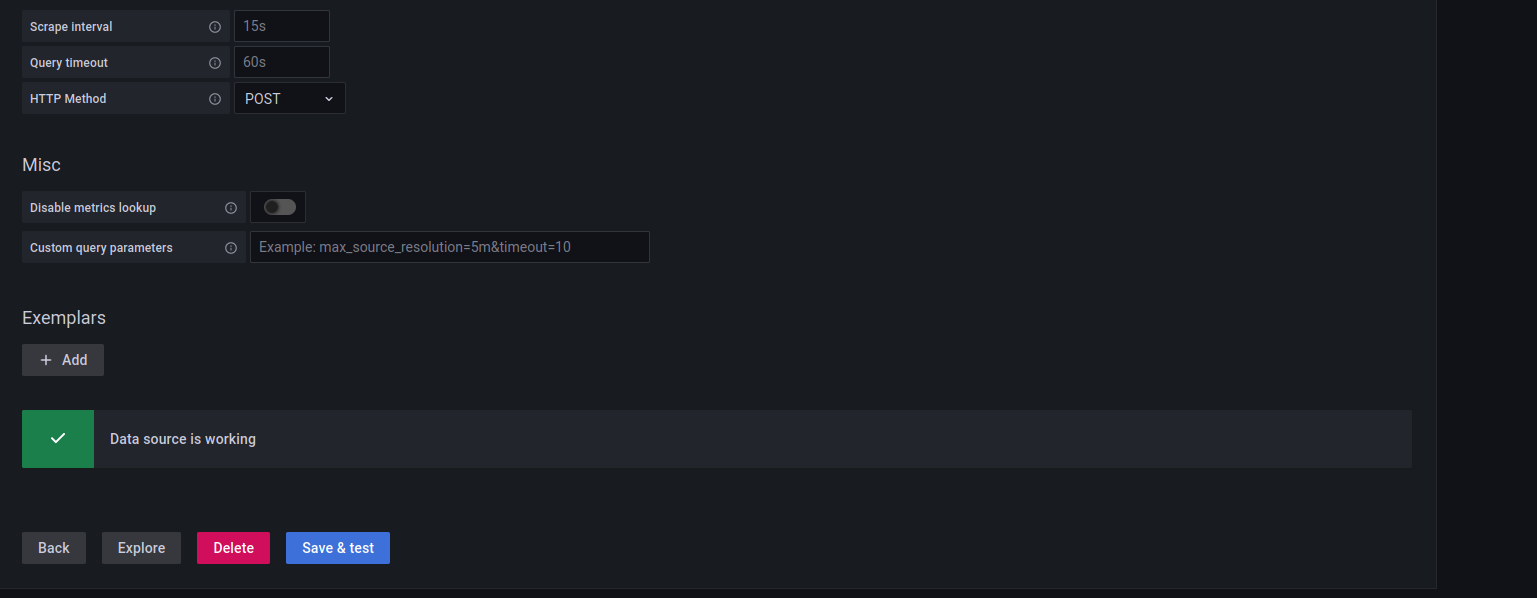 Scrape interval 15s
Query timeout 60s
HTTP Method POST
Misc
Disable metrics lookup
Custom query parameters Example: max_source_resolution=5m&timeout=10
Exemplars
+ Add
Data source is working
Back Explore Delete Save & test